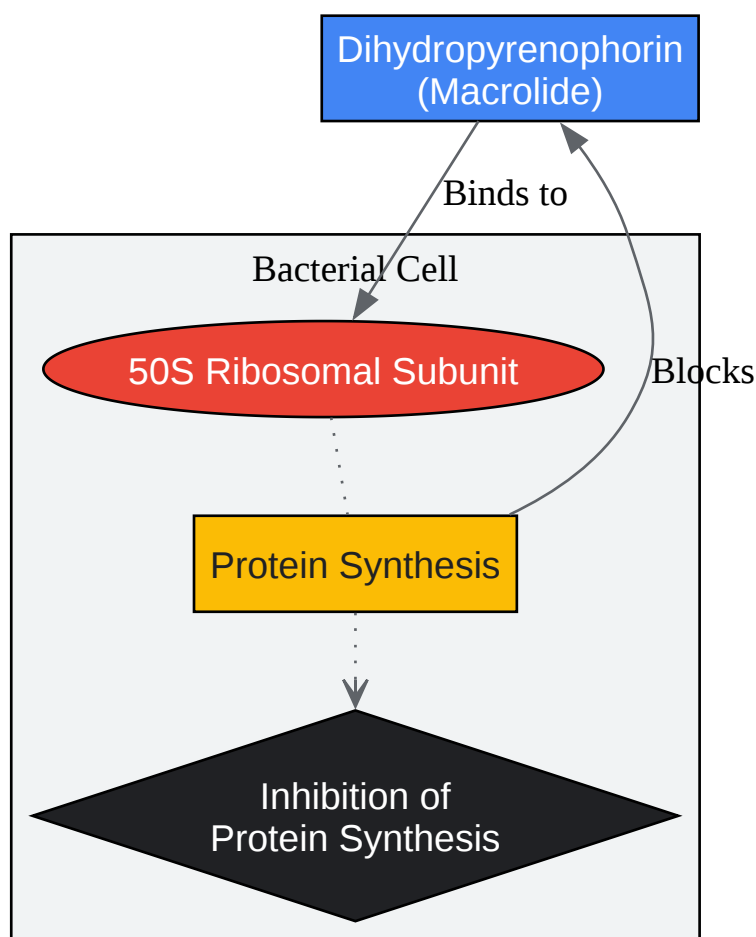 Dihydropyrenophorin
(Macrolide)
Binds to
Bacterial Cell
50S Ribosomal Subunit
Blocks
Protein Synthesis
Inhibition of
Protein Synthesis